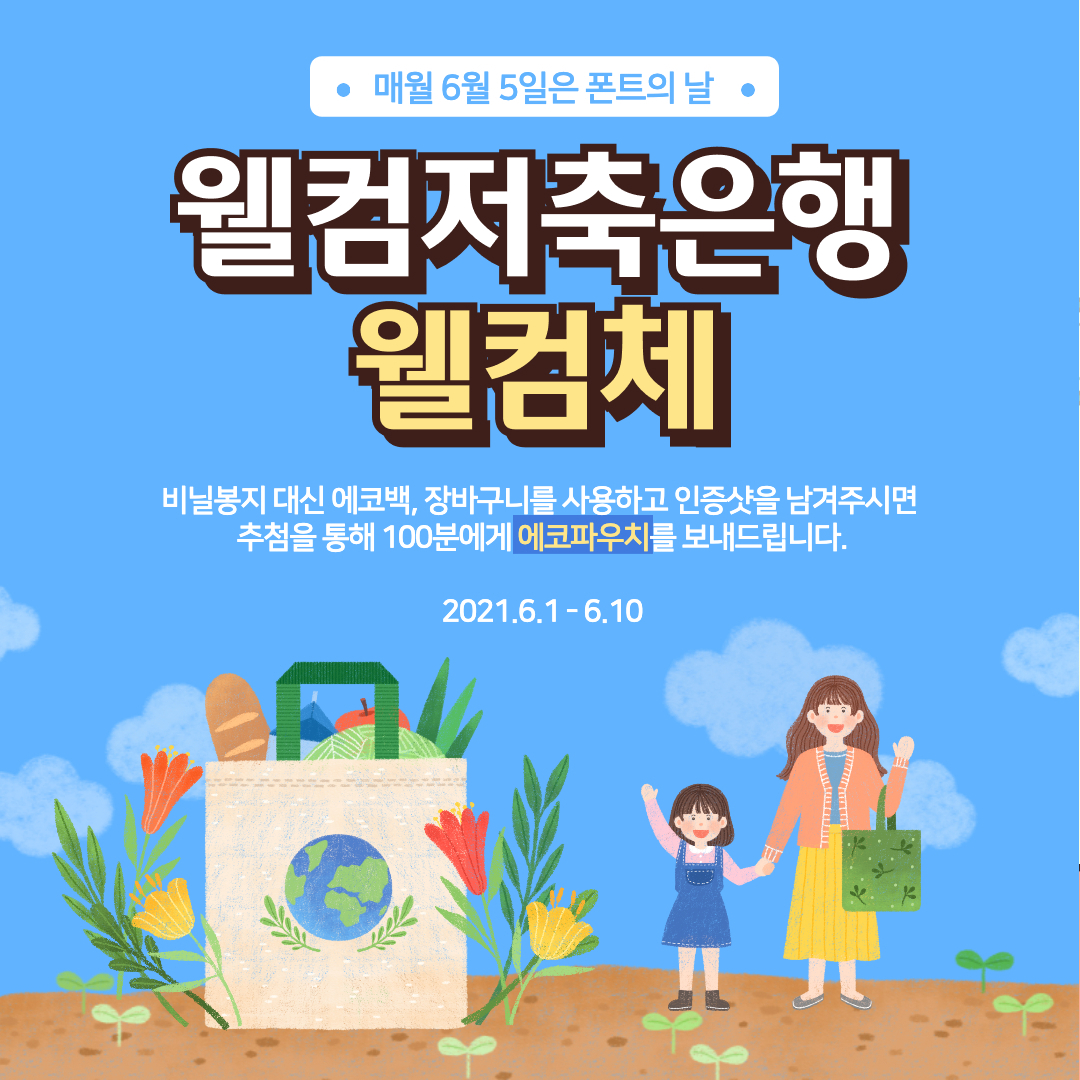 • 매월 6월 5일은 폰트의 날 •
웰컴저축은행
웰컴체
비닐봉지 대신 에코백, 장바구니를 사용하고 인증샷을 남겨주시면
추첨을 통해 100분에게 에코파우치를 보내드립니다.
2021.6.1 - 6.10